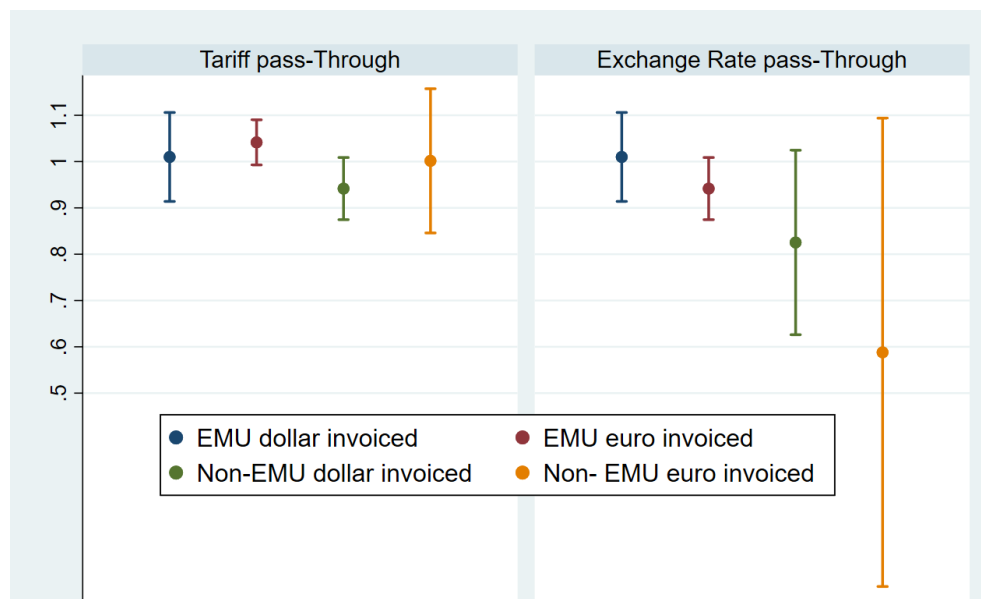 Tariff pass-Through
Exchange Rate pass-Through
1.1
1
.9
.8
.7
.6
.5
EMU dollar invoiced
EMU euro invoiced
Non-EMU dollar invoiced
Non- EMU euro invoiced